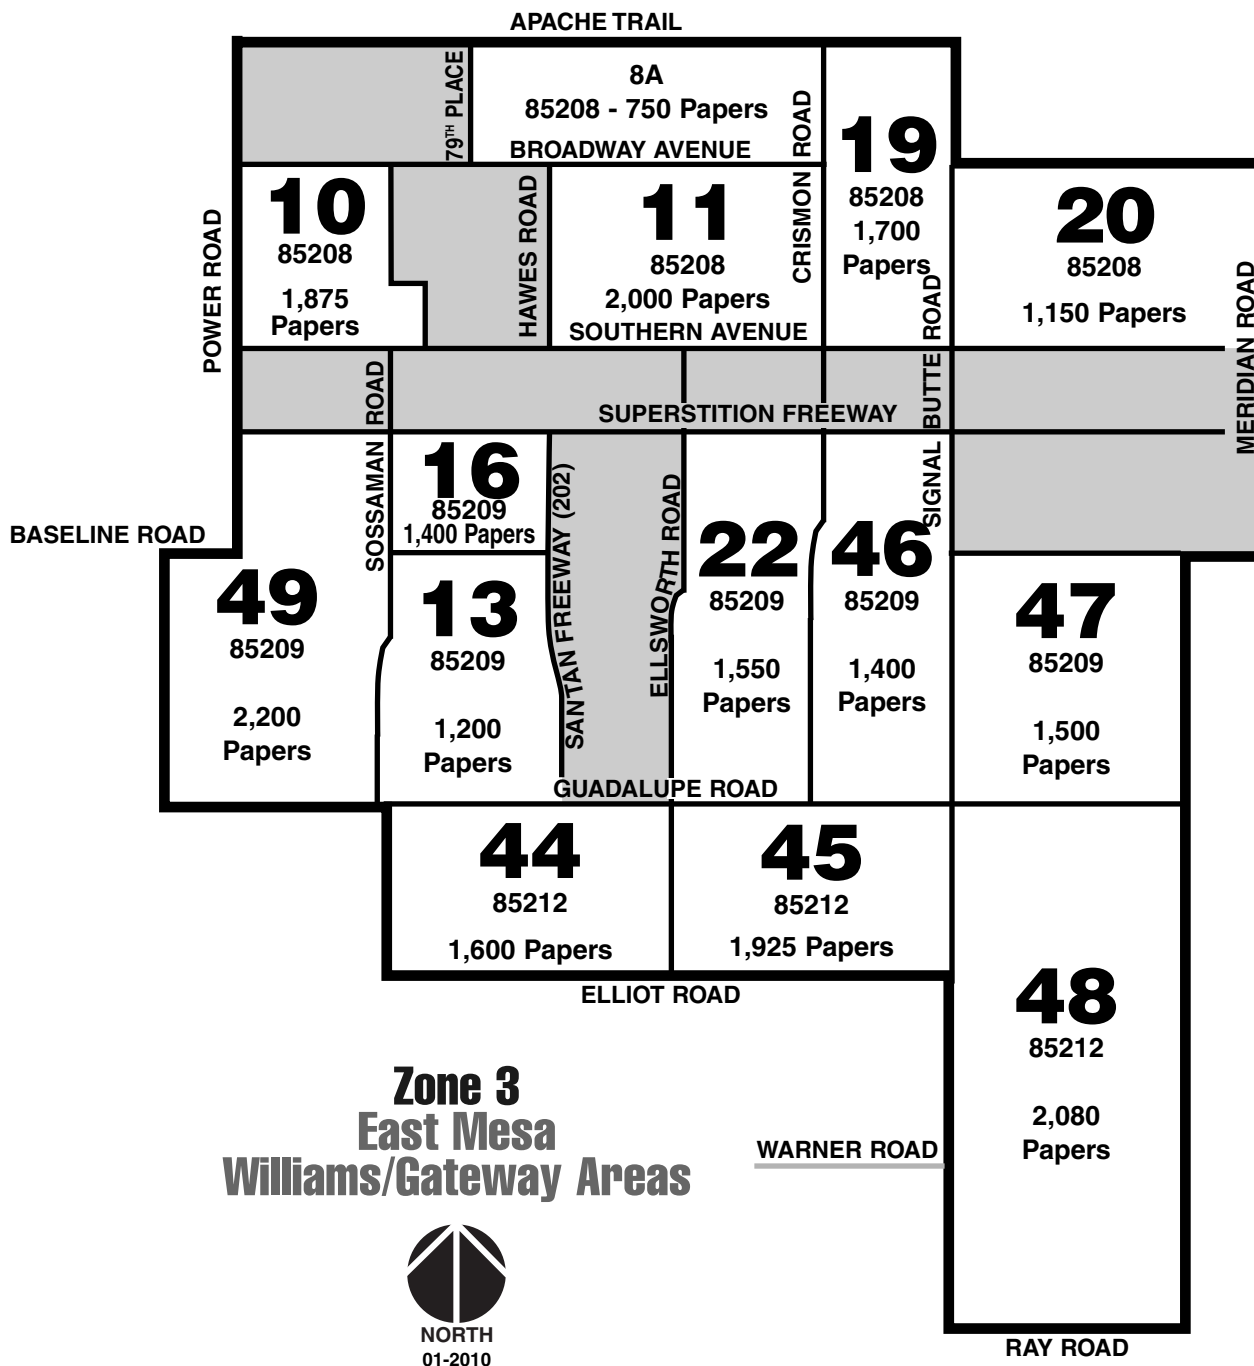 APACHE TRAIL
79TH PLACE
8A
85208 - 750 Papers
BROADWAY AVENUE
CRISMON ROAD
19
85208
1,700
Papers
POWER ROAD
10
85208
1,875
Papers
HAWES ROAD
11
85208
2,000 Papers
SOUTHERN AVENUE
20
85208
1,150 Papers
MERIDIAN ROAD
SIGNAL BUTTE ROAD
SUPERSTITION FREEWAY
SOSSAMAN ROAD
16
85209
1,400 Papers
SANTAN FREEWAY (202)
ELLSWORTH ROAD
BASELINE ROAD
49
85209
2,200
Papers
13
85209
1,200
Papers
22
85209
1,550
Papers
46
85209
1,400
Papers
47
85209
1,500
Papers
GUADALUPE ROAD
44
85212
1,600 Papers
45
85212
1,925 Papers
ELLIOT ROAD
48
85212
2,080
Papers
WARNER ROAD
RAY ROAD
Zone 3
East Mesa
Williams/Gateway Areas
NORTH
01-2010